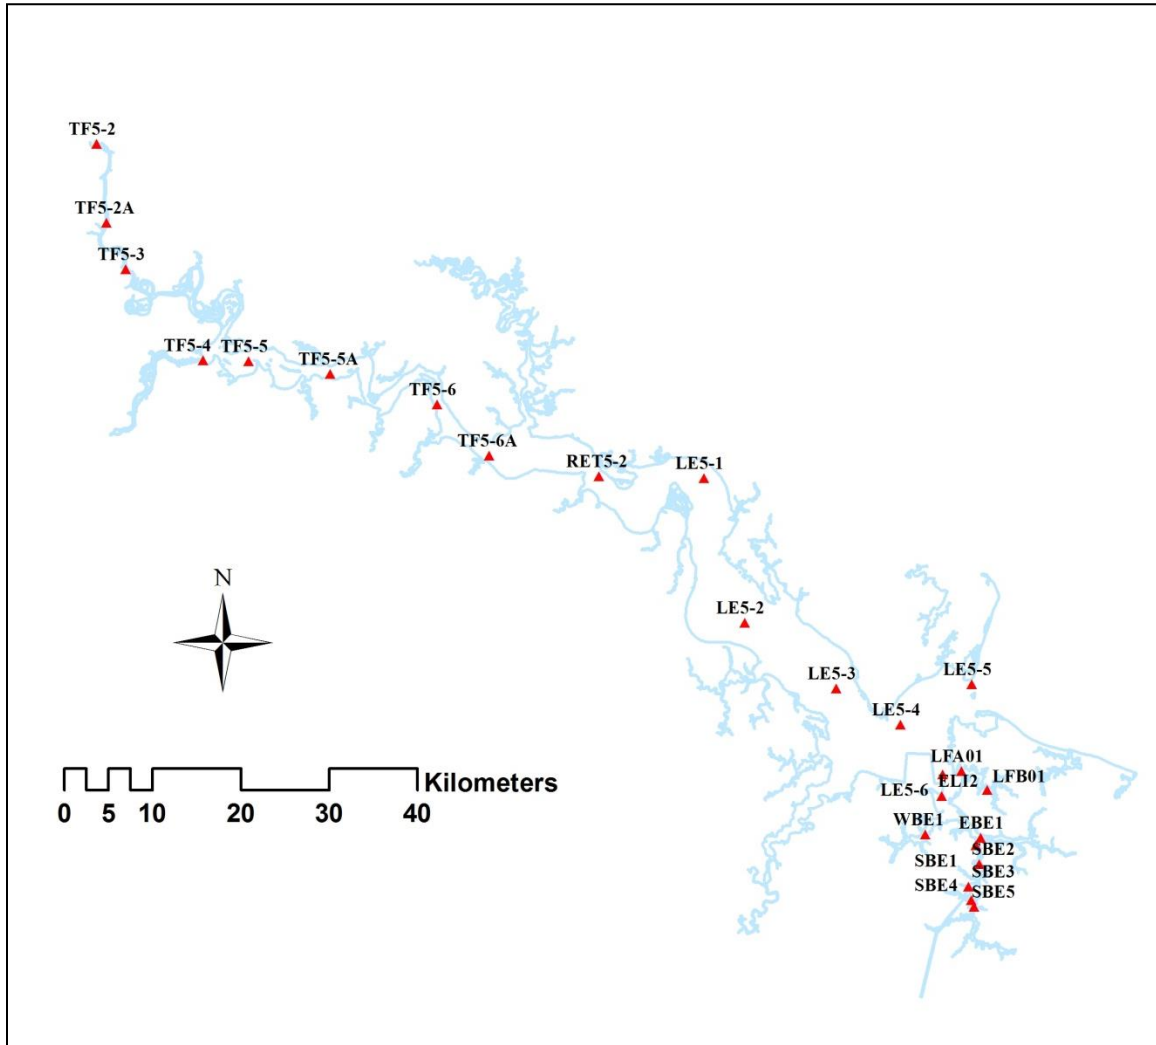 TF5-2
TF5-2A
TF5-3
TF5-4
TF5-5
TF5-5A
TF5-6
TF5-6A
RET5-2
LE5-1
N
LE5-2
LE5-3
LE5-5
LE5-4
LFA01
ELI2
LFB01
LE5-6
WBE1
EBE1
SBE2
SBE1
SBE3
SBE4
SBE5
Kilometers
0 5 10 20 30 40